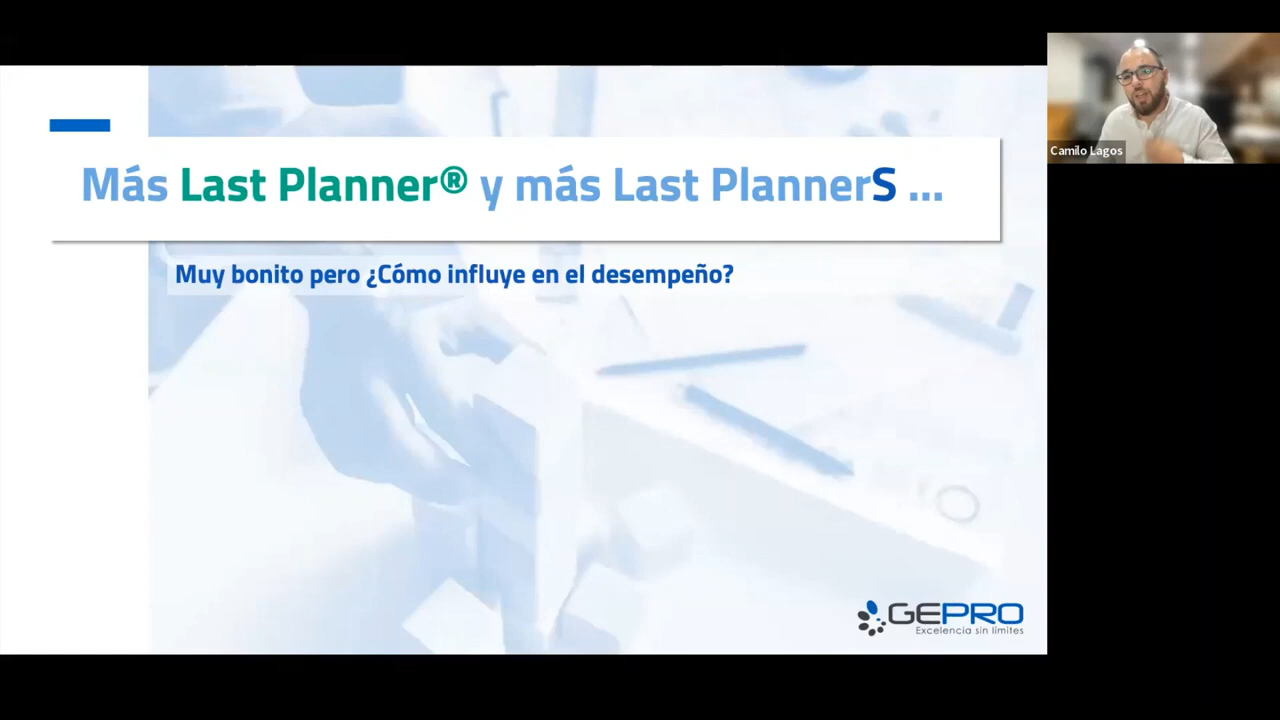 Más Last Planner® y más Last PlannerS ...
Muy bonito pero ¿Cómo influye en el desempeño?
Camilo Lagos
GEPRO
Excelencia sin límites